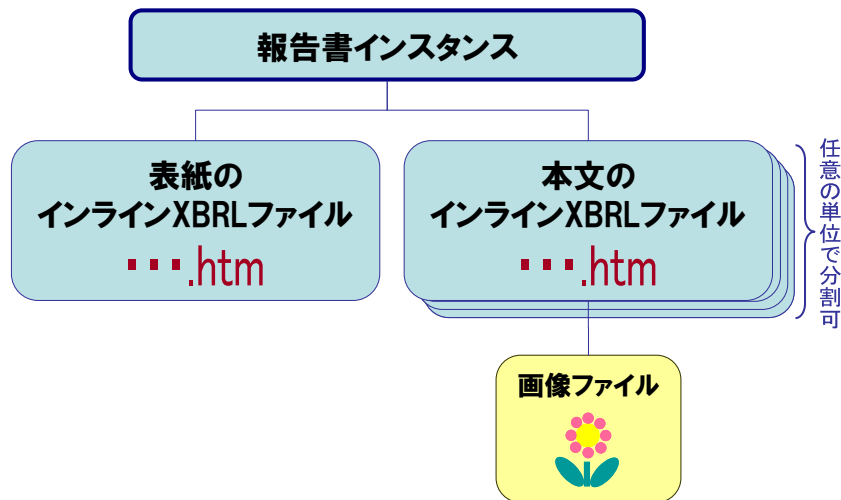 報告書インスタンス
表紙の
インラインXBRLファイル
▪▪▪.htm
本文の
インラインXBRLファイル
▪▪▪.htm
任意の単位で分割可
画像ファイル